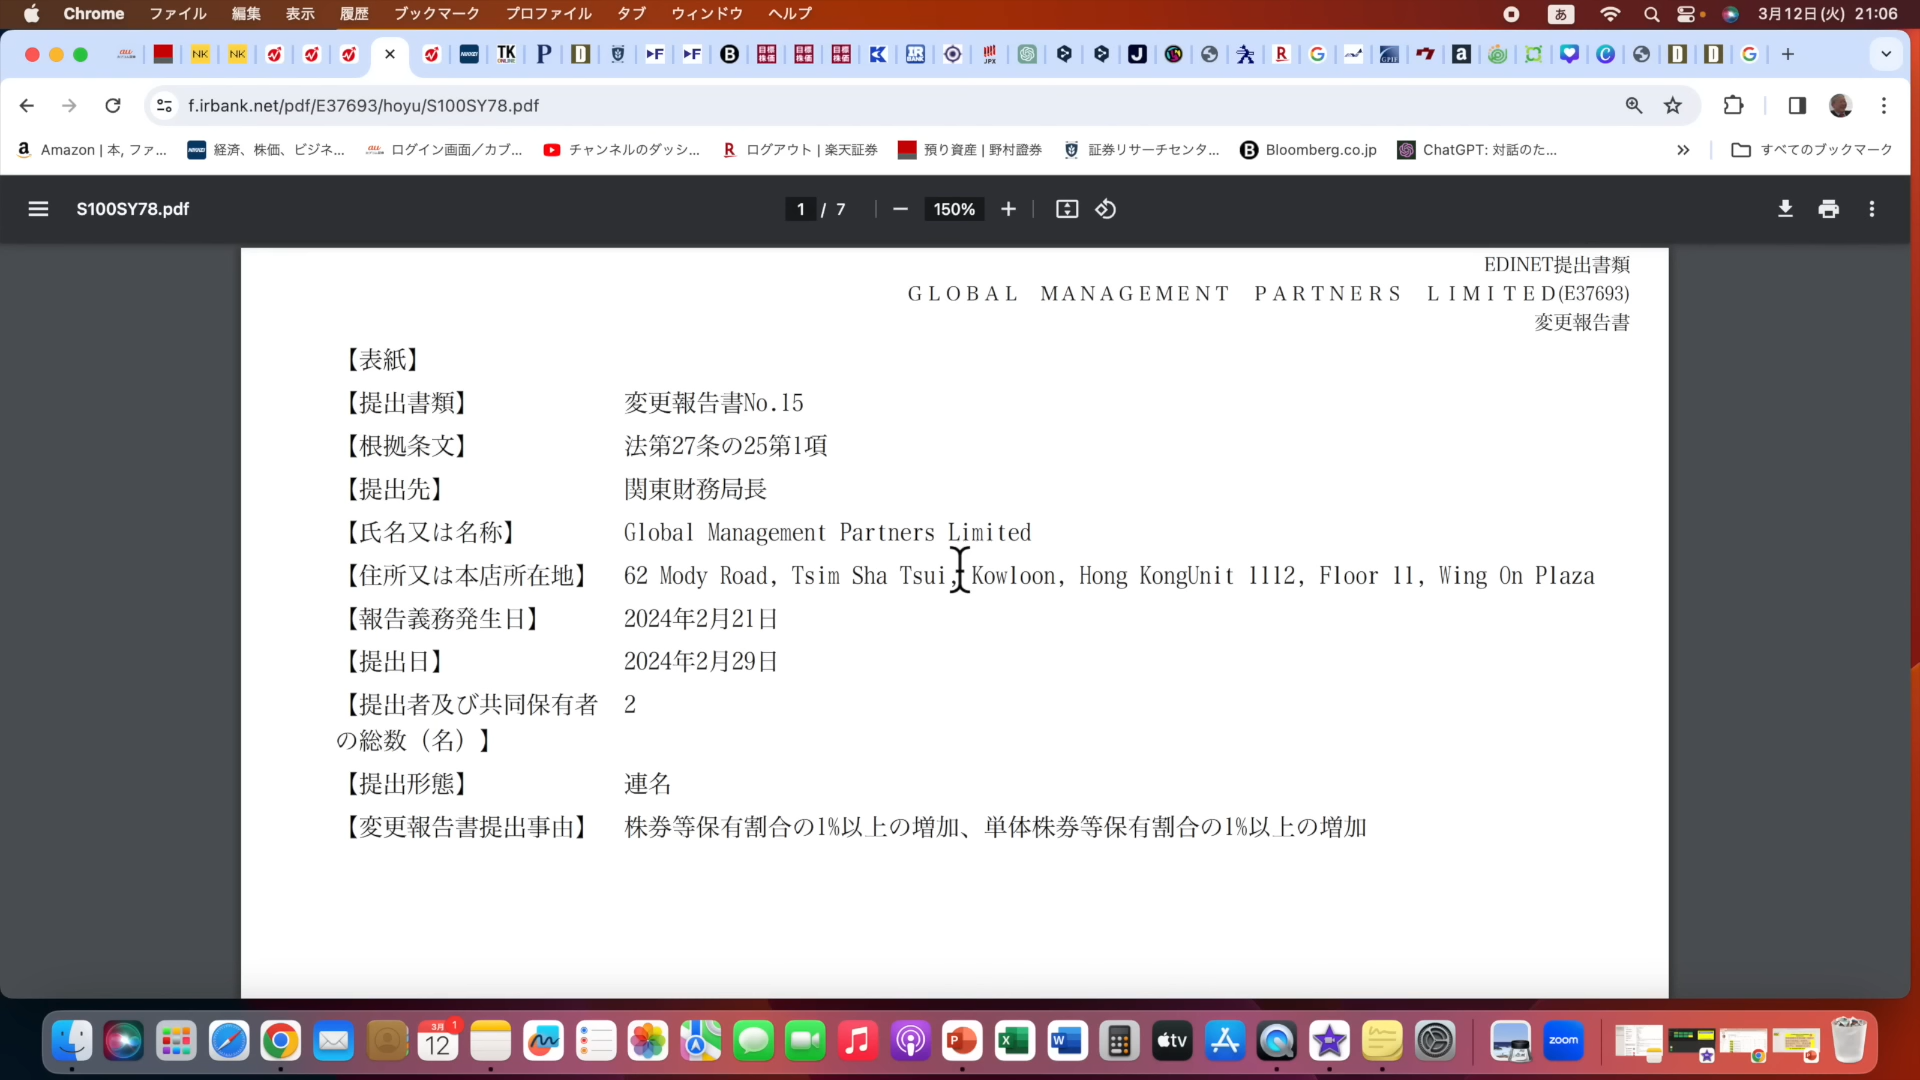 Chrome ファイル 編集 表示 履歴 ブックマーク プロファイル タブ ウィンドウ ヘルプ あ 3月12日(火) 21:06
f.irbank.net/pdf/E37693/hoyu/S100SY78.pdf
Amazon | 本, ファ... 経済、株価、ビジネ... ログイン画面／カブ... チャンネルのダッシ... ログアウト | 楽天証券 預り資産 | 野村證券 証券リサーチセンタ... Bloomberg.co.jp ChatGPT: 対話のた... すべてのブックマーク
S100SY78.pdf 1 / 7 150%
EDINET提出書類
ＧＬＯＢＡＬ　ＭＡＮＡＧＥＭＥＮＴ　ＰＡＲＴＮＥＲＳ　ＬＩＭＩＴＥＤ(E37693)
変更報告書
【表紙】
【提出書類】 変更報告書No.15
【根拠条文】 法第27条の25第1項
【提出先】 関東財務局長
【氏名又は名称】 Global Management Partners Limited
【住所又は本店所在地】 62 Mody Road, Tsim Sha Tsui, Kowloon, Hong KongUnit 1112, Floor 11, Wing On Plaza
【報告義務発生日】 2024年2月21日
【提出日】 2024年2月29日
【提出者及び共同保有者 2
の総数（名）】
【提出形態】 連名
【変更報告書提出事由】 株券等保有割合の1%以上の増加、単体株券等保有割合の1%以上の増加
3月 1
12
tv
zoom